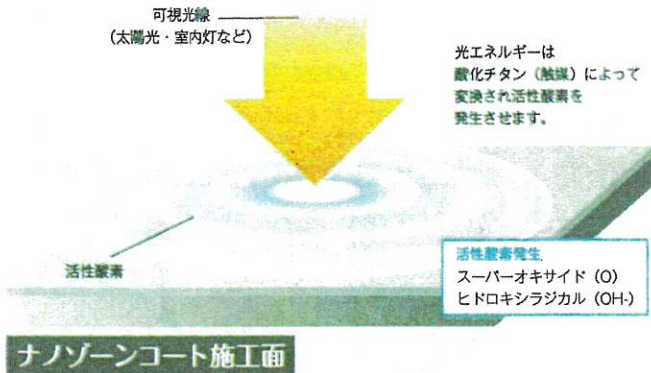 可視光線
（太陽光・室内灯など）
光エネルギーは
酸化チタン（触媒）によって
変換され活性酸素を
発生させます。
活性酸素
活性酸素発生
スーパーオキサイド（O）
ヒドロキシラジカル（OH-）
ナノゾーンコート施工面